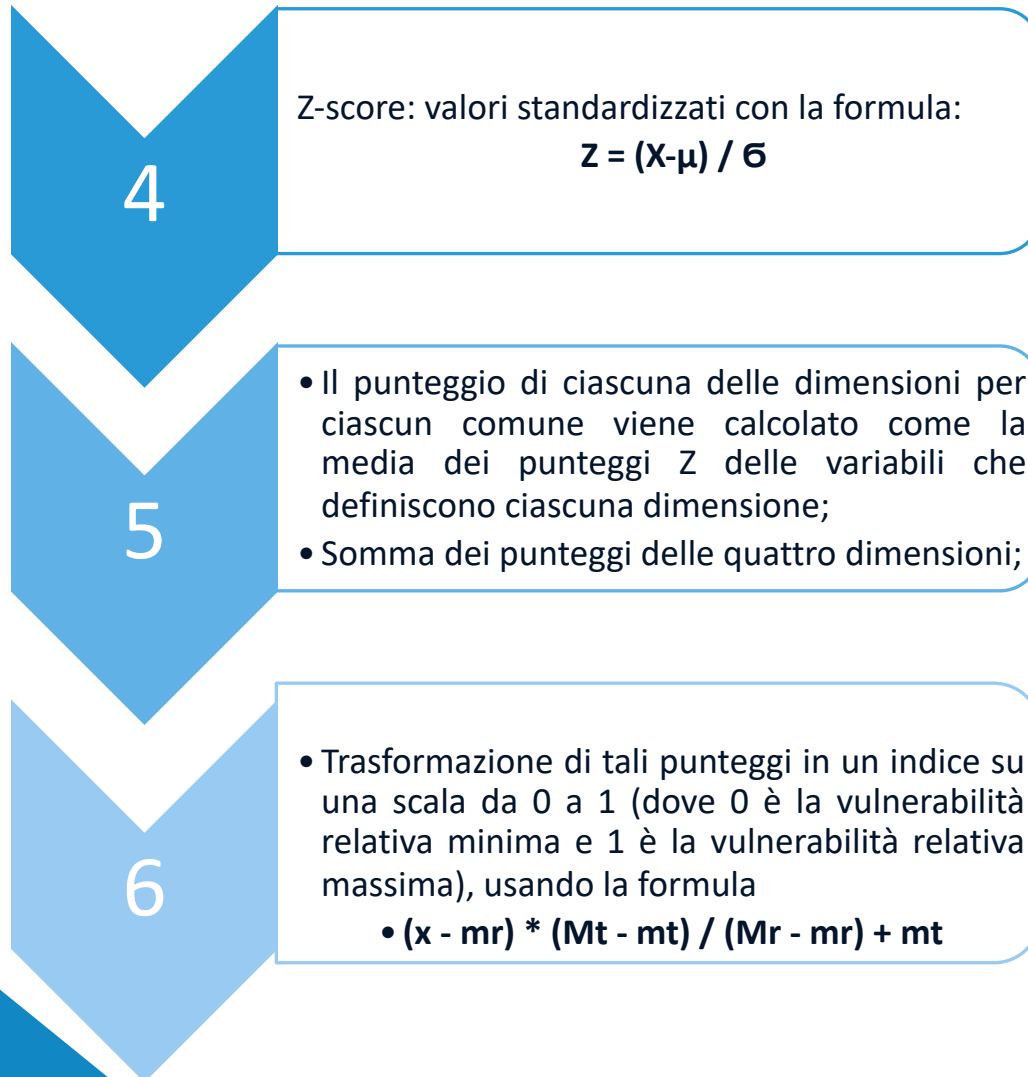 4
Z-score: valori standardizzati con la formula:
Z = (X-µ) / Ϭ
5
• Il punteggio di ciascuna delle dimensioni per
ciascun comune viene calcolato come la
media dei punteggi Z delle variabili che
definiscono ciascuna dimensione;
• Somma dei punteggi delle quattro dimensioni;
6
• Trasformazione di tali punteggi in un indice su
una scala da 0 a 1 (dove 0 è la vulnerabilità
relativa minima e 1 è la vulnerabilità relativa
massima), usando la formula
• (x - mr) * (Mt - mt) / (Mr - mr) + mt